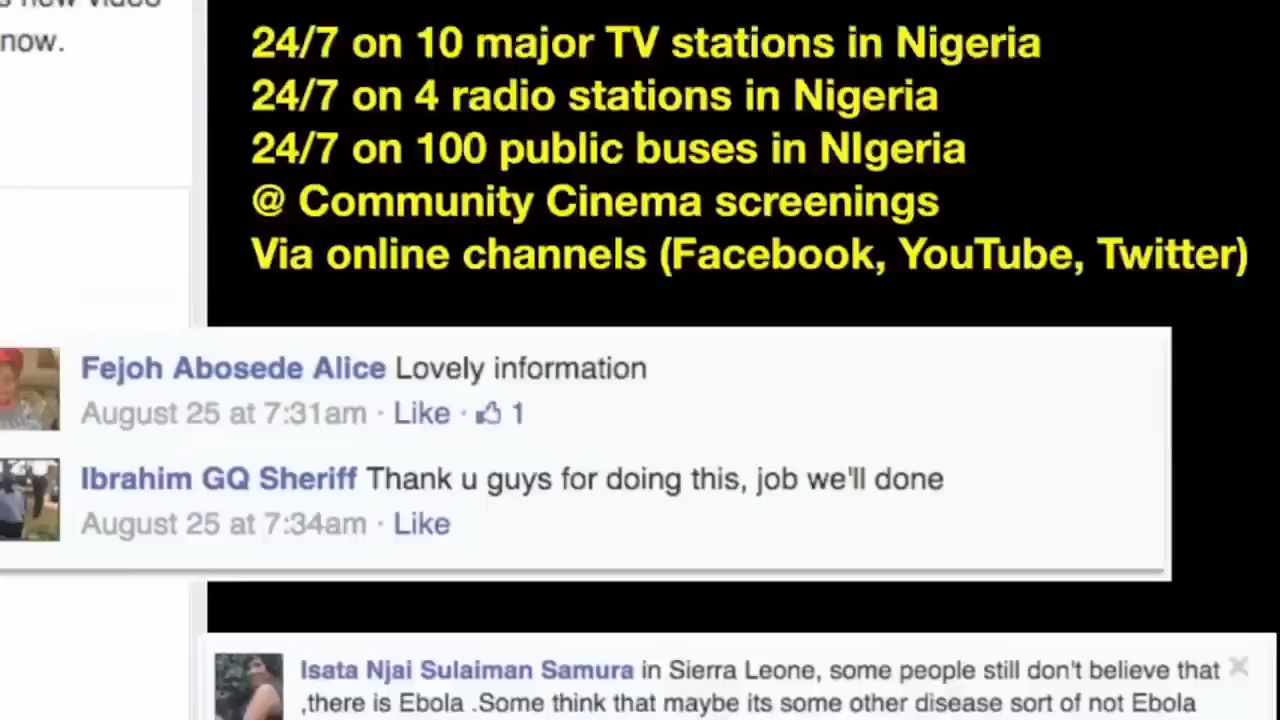 now.
24/7 on 10 major TV stations in Nigeria
24/7 on 4 radio stations in Nigeria
24/7 on 100 public buses in NIgeria
@ Community Cinema screenings
Via online channels (Facebook, YouTube, Twitter)
Fejoh Abosede Alice Lovely information
August 25 at 7:31am · Like · 1
Ibrahim GQ Sheriff Thank u guys for doing this, job we'll done
August 25 at 7:34am · Like
Isata Njai Sulaiman Samura in Sierra Leone, some people still don't believe that
,there is Ebola .Some think that maybe its some other disease sort of not Ebola